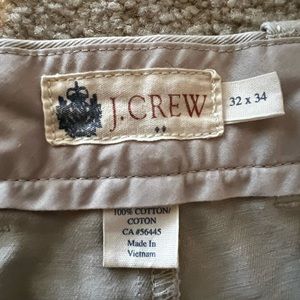 J.CREW
32 x 34
100% COTTON/
COTON
CA #56445
Made In
Vietnam